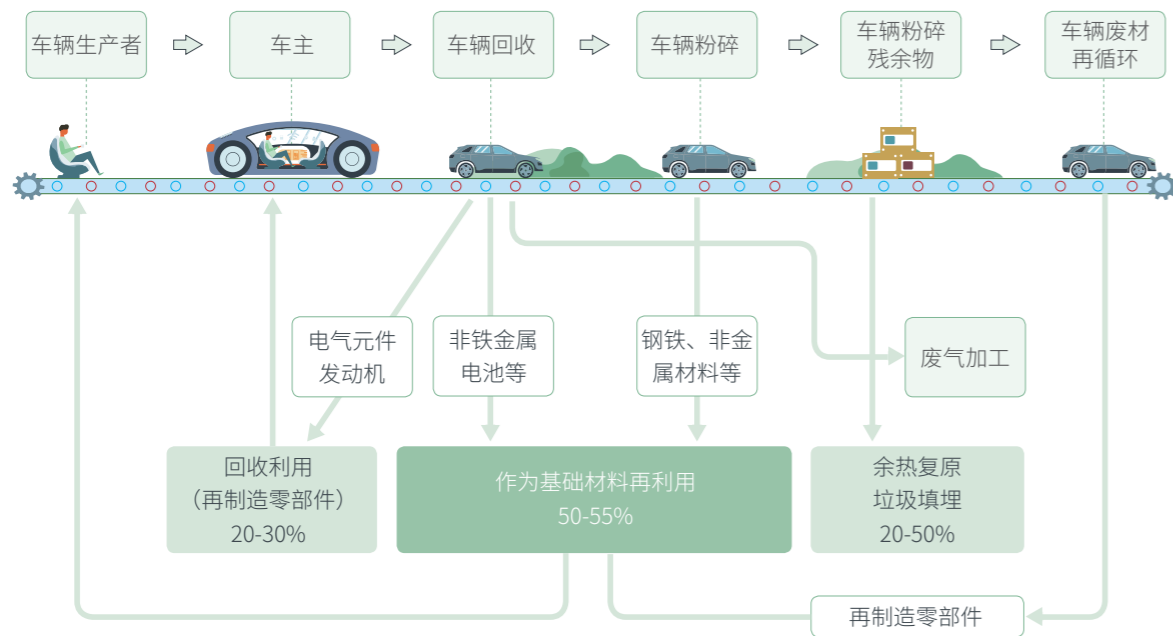 车辆生产者
车主
车辆回收
车辆粉碎
车辆粉碎
残余物
车辆废材
再循环
电气元件
发动机
非铁金属
电池等
钢铁、非金
属材料等
废气加工
回收利用
（再制造零部件）
20-30%
作为基础材料再利用
50-55%
余热复原
垃圾填埋
20-50%
再制造零部件